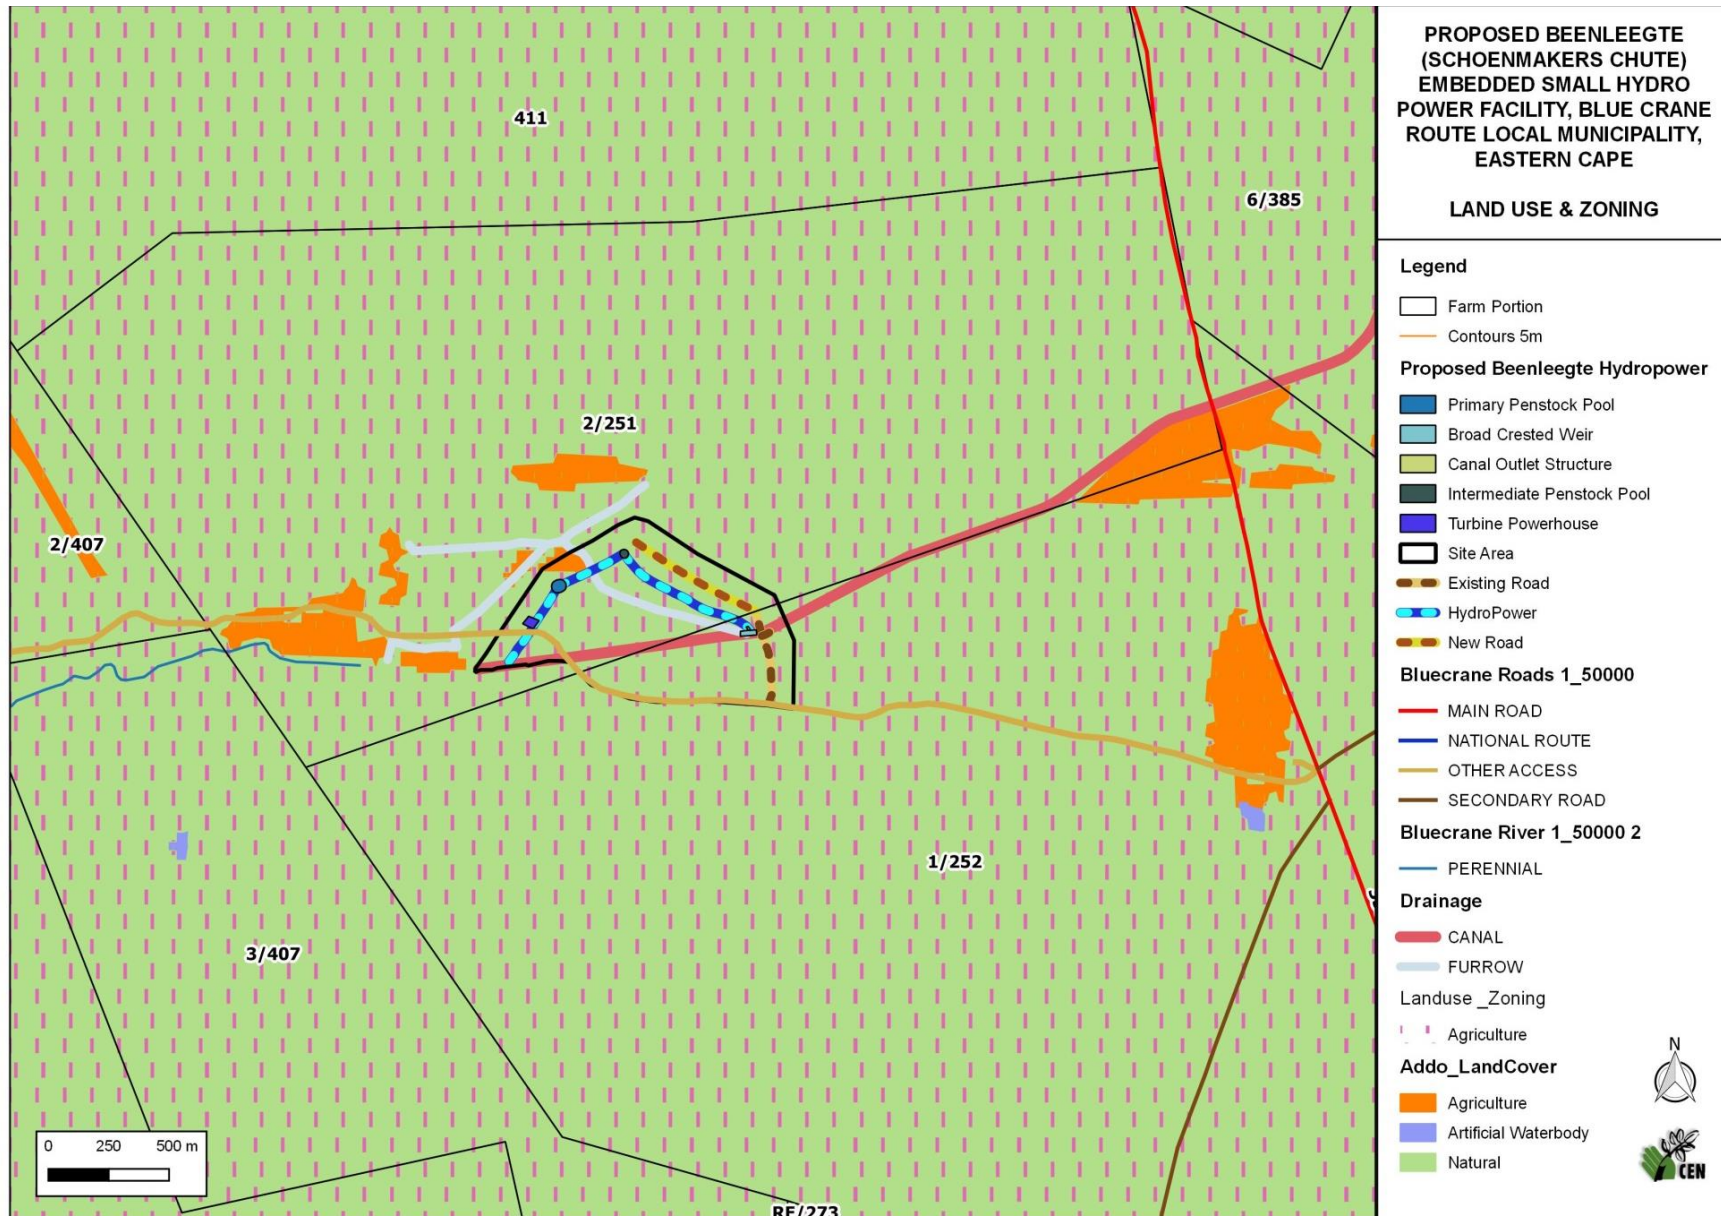 PROPOSED BEENLEEGTE
(SCHOENMAKERS CHUTE)
EMBEDDED SMALL HYDRO
POWER FACILITY, BLUE CRANE
ROUTE LOCAL MUNICIPALITY,
EASTERN CAPE
LAND USE & ZONING
Legend
Farm Portion
Contours 5m
Proposed Beenleegte Hydropower
Primary Penstock Pool
Broad Crested Weir
Canal Outlet Structure
Intermediate Penstock Pool
Turbine Powerhouse
Site Area
Existing Road
HydroPower
New Road
Bluecrane Roads 1_50000
MAIN ROAD
NATIONAL ROUTE
OTHER ACCESS
SECONDARY ROAD
Bluecrane River 1_50000 2
PERENNIAL
Drainage
CANAL
FURROW
Landuse _Zoning
Agriculture
Addo_LandCover
Agriculture
Artificial Waterbody
Natural
N
CEN
411
6/385
2/251
2/407
1/252
3/407
RE/273
0 250 500 m